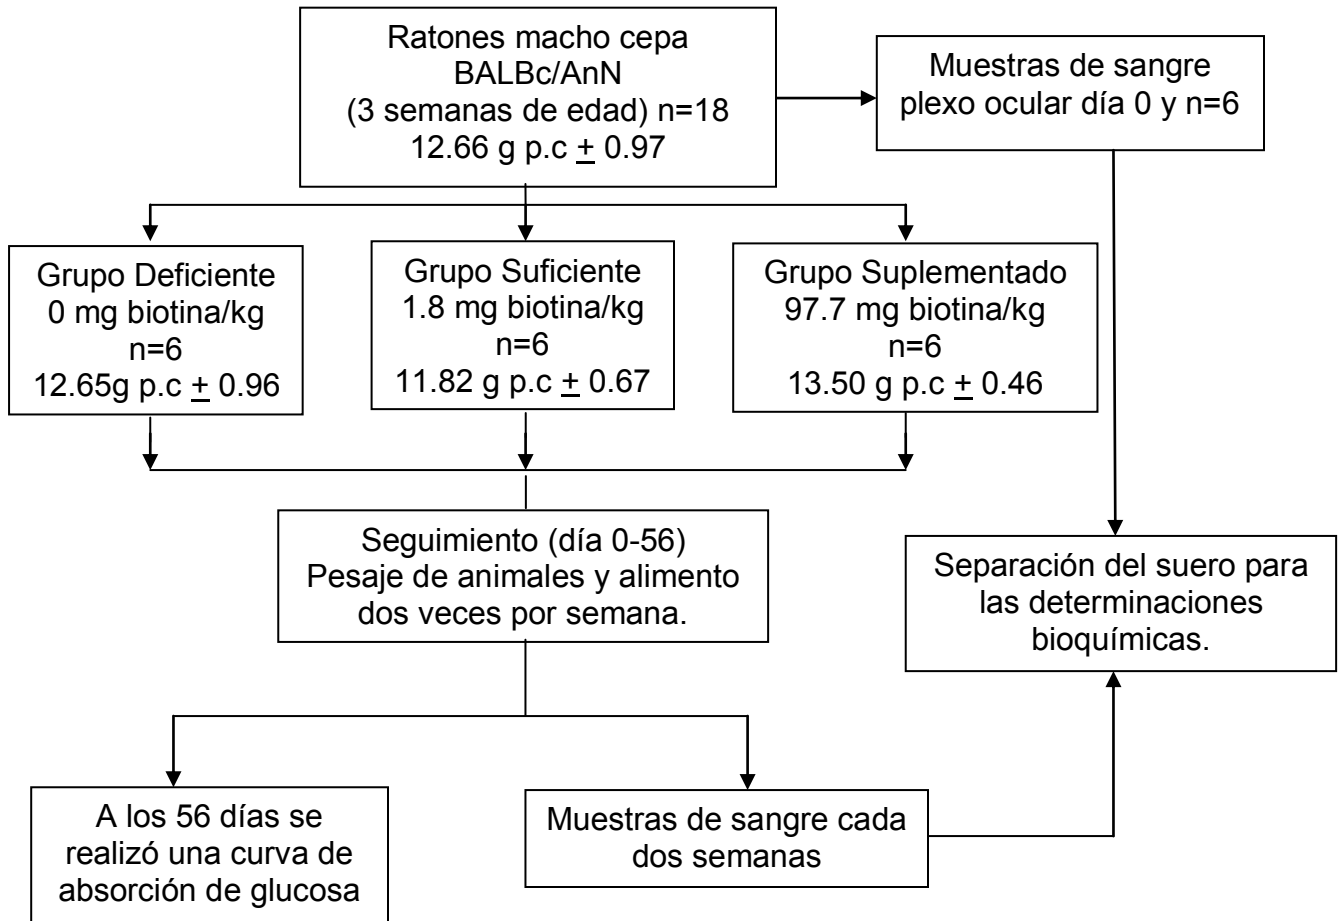 Ratones macho cepa
BALBc/AnN
(3 semanas de edad) n=18
12.66 g p.c ± 0.97
Muestras de sangre
plexo ocular día 0 y n=6
Grupo Deficiente
0 mg biotina/kg
n=6
12.65g p.c ± 0.96
Grupo Suficiente
1.8 mg biotina/kg
n=6
11.82 g p.c ± 0.67
Grupo Suplementado
97.7 mg biotina/kg
n=6
13.50 g p.c ± 0.46
Seguimiento (día 0-56)
Pesaje de animales y alimento
dos veces por semana.
Separación del suero para
las determinaciones
bioquímicas.
A los 56 días se
realizó una curva de
absorción de glucosa
Muestras de sangre cada
dos semanas